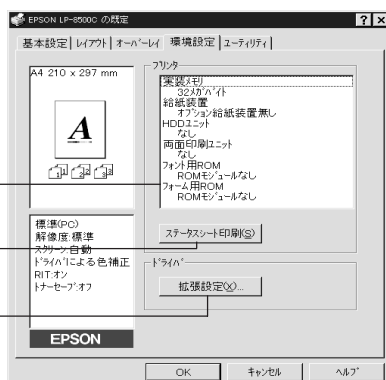 EPSON LP-8500C の既定
基本設定 ﾚｲｱｳﾄ ｵｰﾊﾞｰﾚｲ 環境設定 ﾕｰﾃｨﾘﾃｨ
A4 210 x 297 mm
A
1 2 3
1 2 3
標準(PC)
解像度:標準
ｽｸﾘｰﾝ:自動
ﾄﾞﾗｲﾊﾞによる色補正
RIT:オン
ﾄﾅｰｾｰﾌﾞ:オフ
EPSON
プリンタ
実装ﾒﾓﾘ
32ﾒｶﾞﾊﾞｲﾄ
給紙装置
ｵﾌﾟｼｮﾝ給紙装置無し
HDDﾕﾆｯﾄ
なし
両面印刷ﾕﾆｯﾄ
なし
ﾌｫﾝﾄ用ROM
ROMﾓｼﾞｭｰﾙなし
ﾌｫｰﾑ用ROM
ROMﾓｼﾞｭｰﾙなし
ｽﾃｰﾀｽｼｰﾄ印刷(S)
ﾄﾞﾗｲﾊﾞ
拡張設定(X)...
OK ｷｬﾝｾﾙ ﾍﾙﾌﾟ